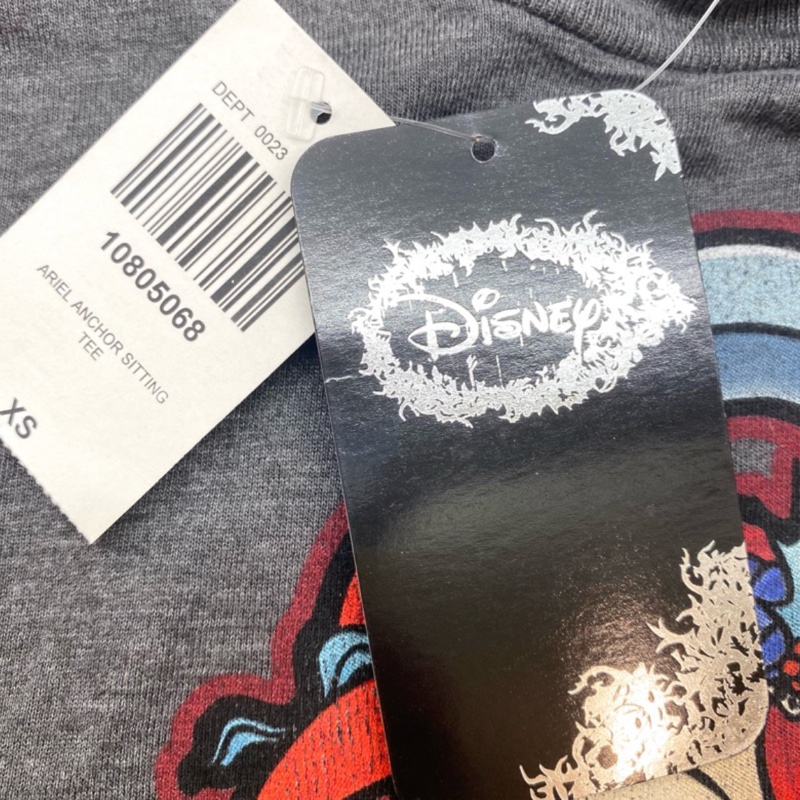 DEPT 0023
10805068
ARIEL ANCHOR SITTING
TEE
XS
Disney